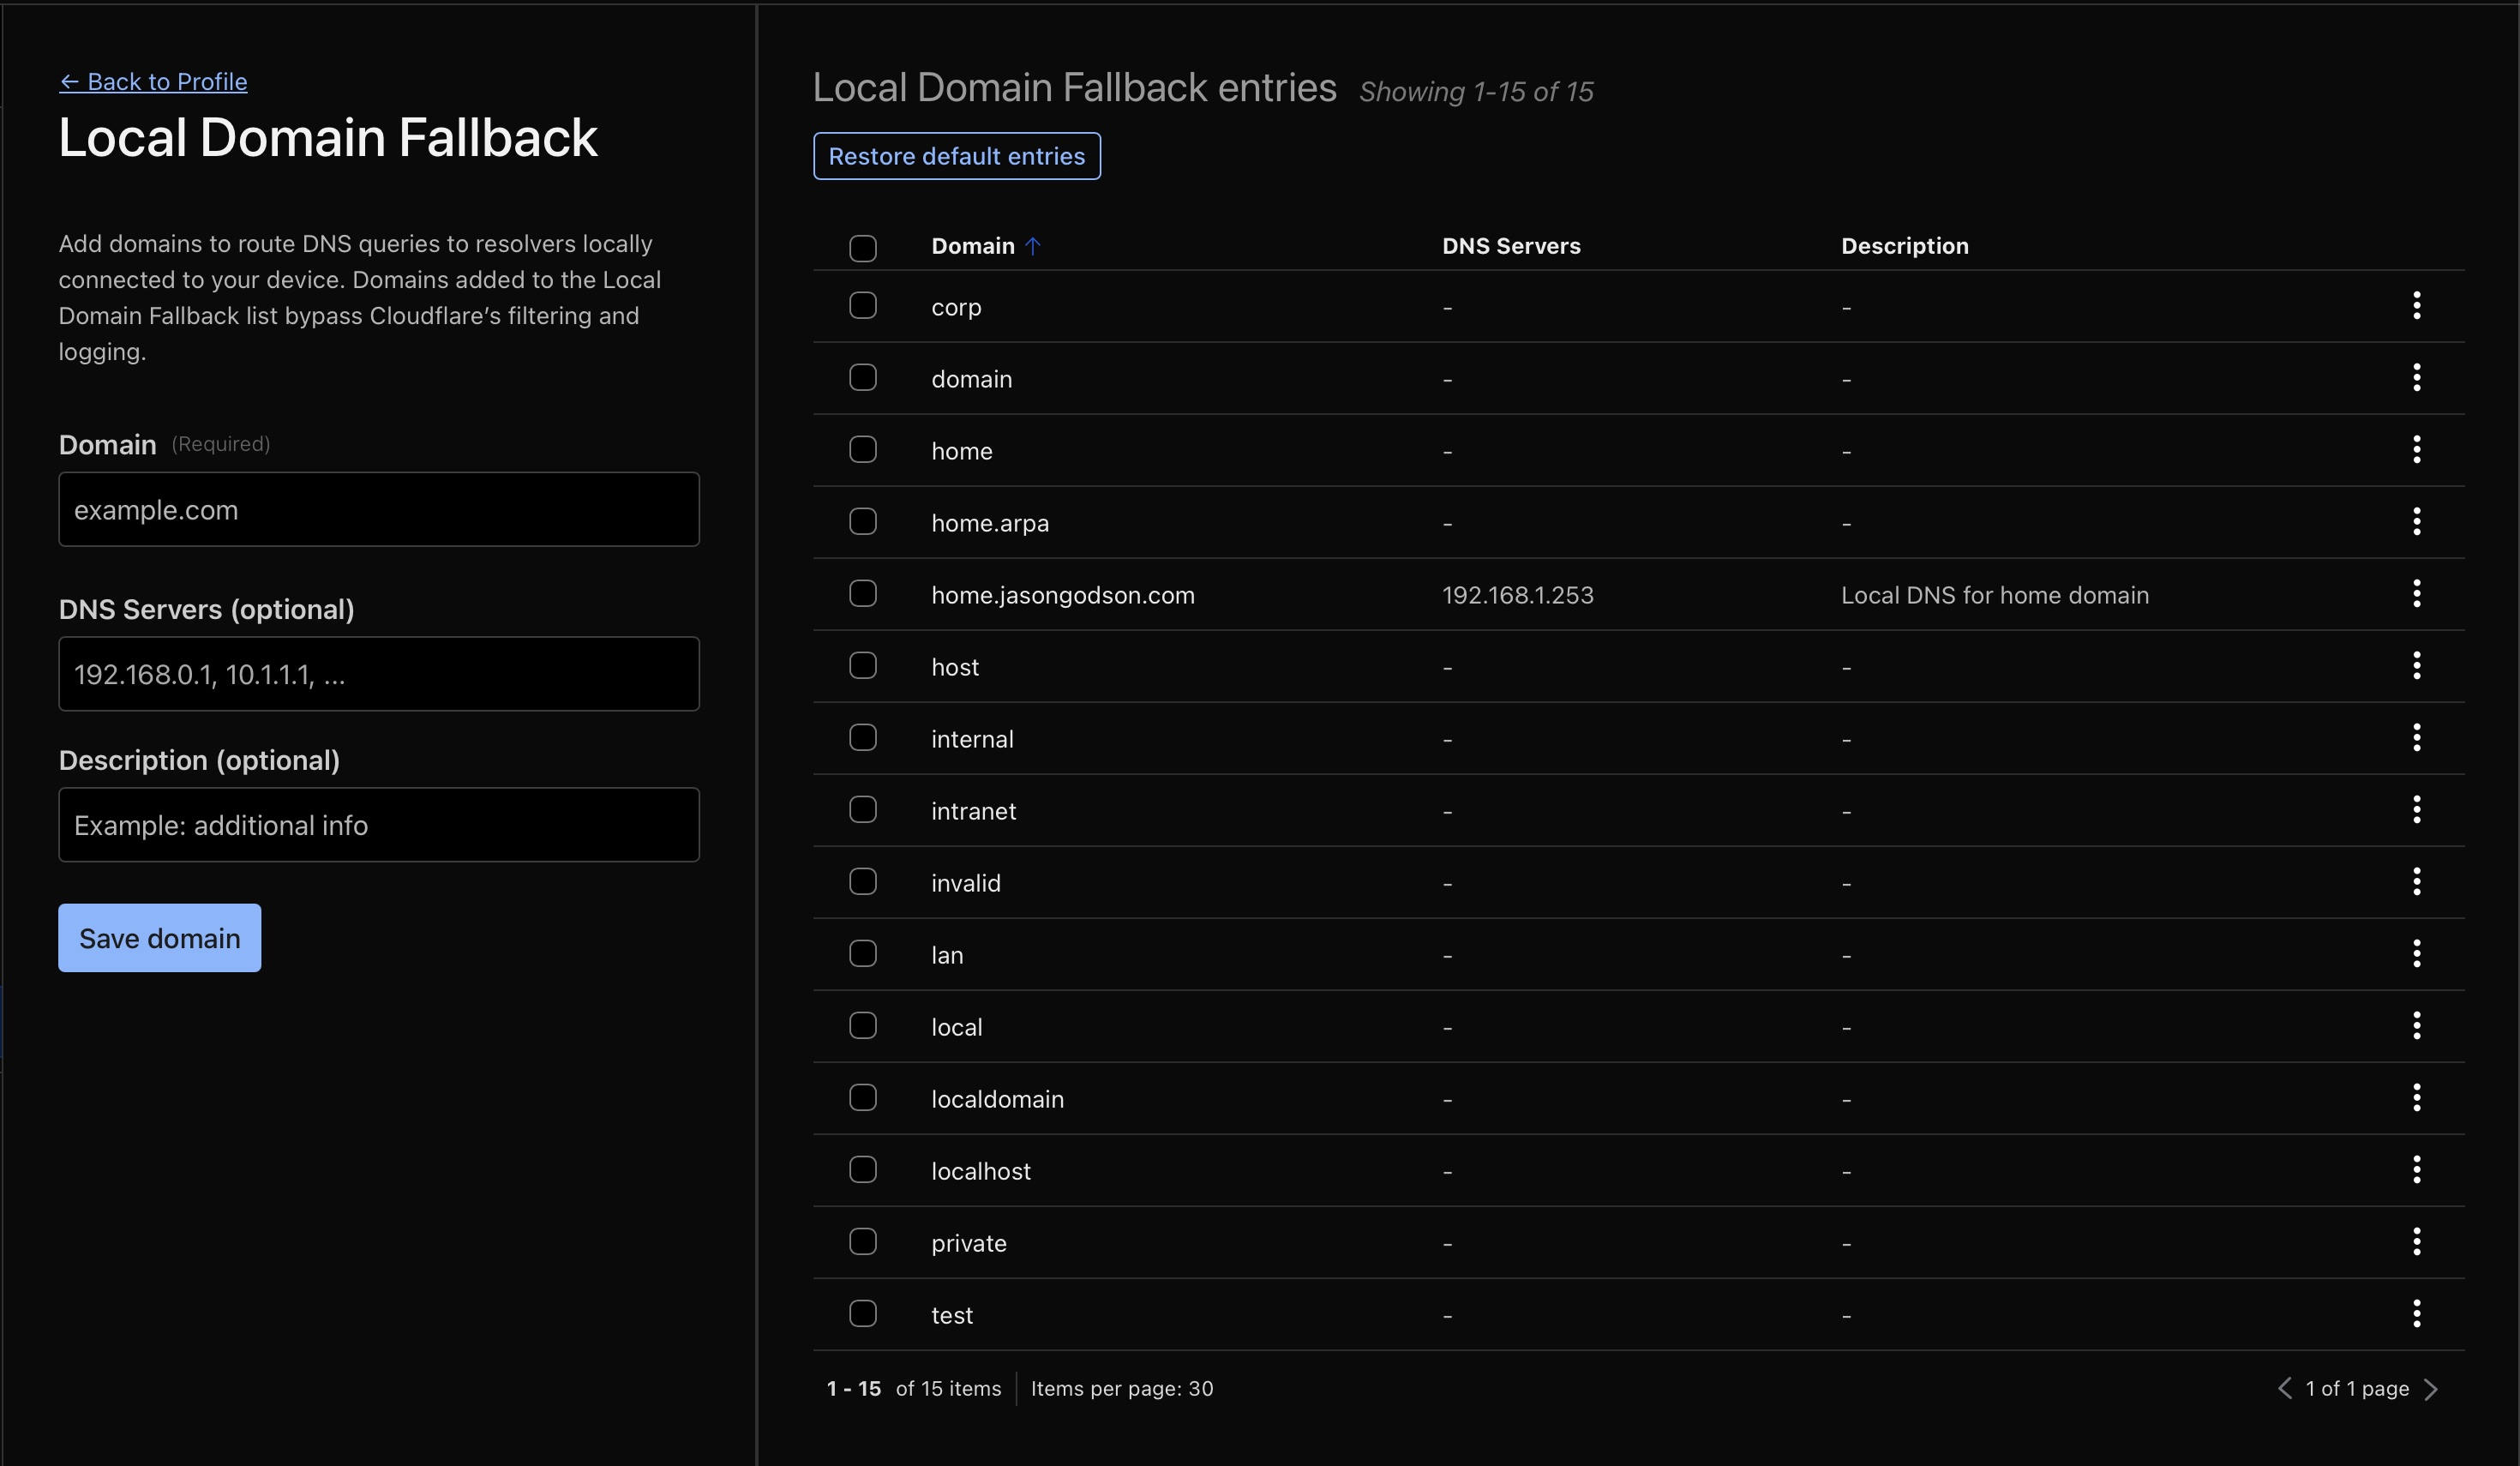 ← Back to Profile
Local Domain Fallback
Add domains to route DNS queries to resolvers locally
connected to your device. Domains added to the Local
Domain Fallback list bypass Cloudflare’s filtering and
logging.
Domain (Required)
example.com
DNS Servers (optional)
192.168.0.1, 10.1.1.1, ...
Description (optional)
Example: additional info
Save domain
Local Domain Fallback entries Showing 1-15 of 15
Restore default entries
Domain ↑ DNS Servers Description
corp - -
domain - -
home - -
home.arpa - -
home.jasongodson.com 192.168.1.253 Local DNS for home domain
host - -
internal - -
intranet - -
invalid - -
lan - -
local - -
localdomain - -
localhost - -
private - -
test - -
1 - 15 of 15 items Items per page: 30 1 of 1 page